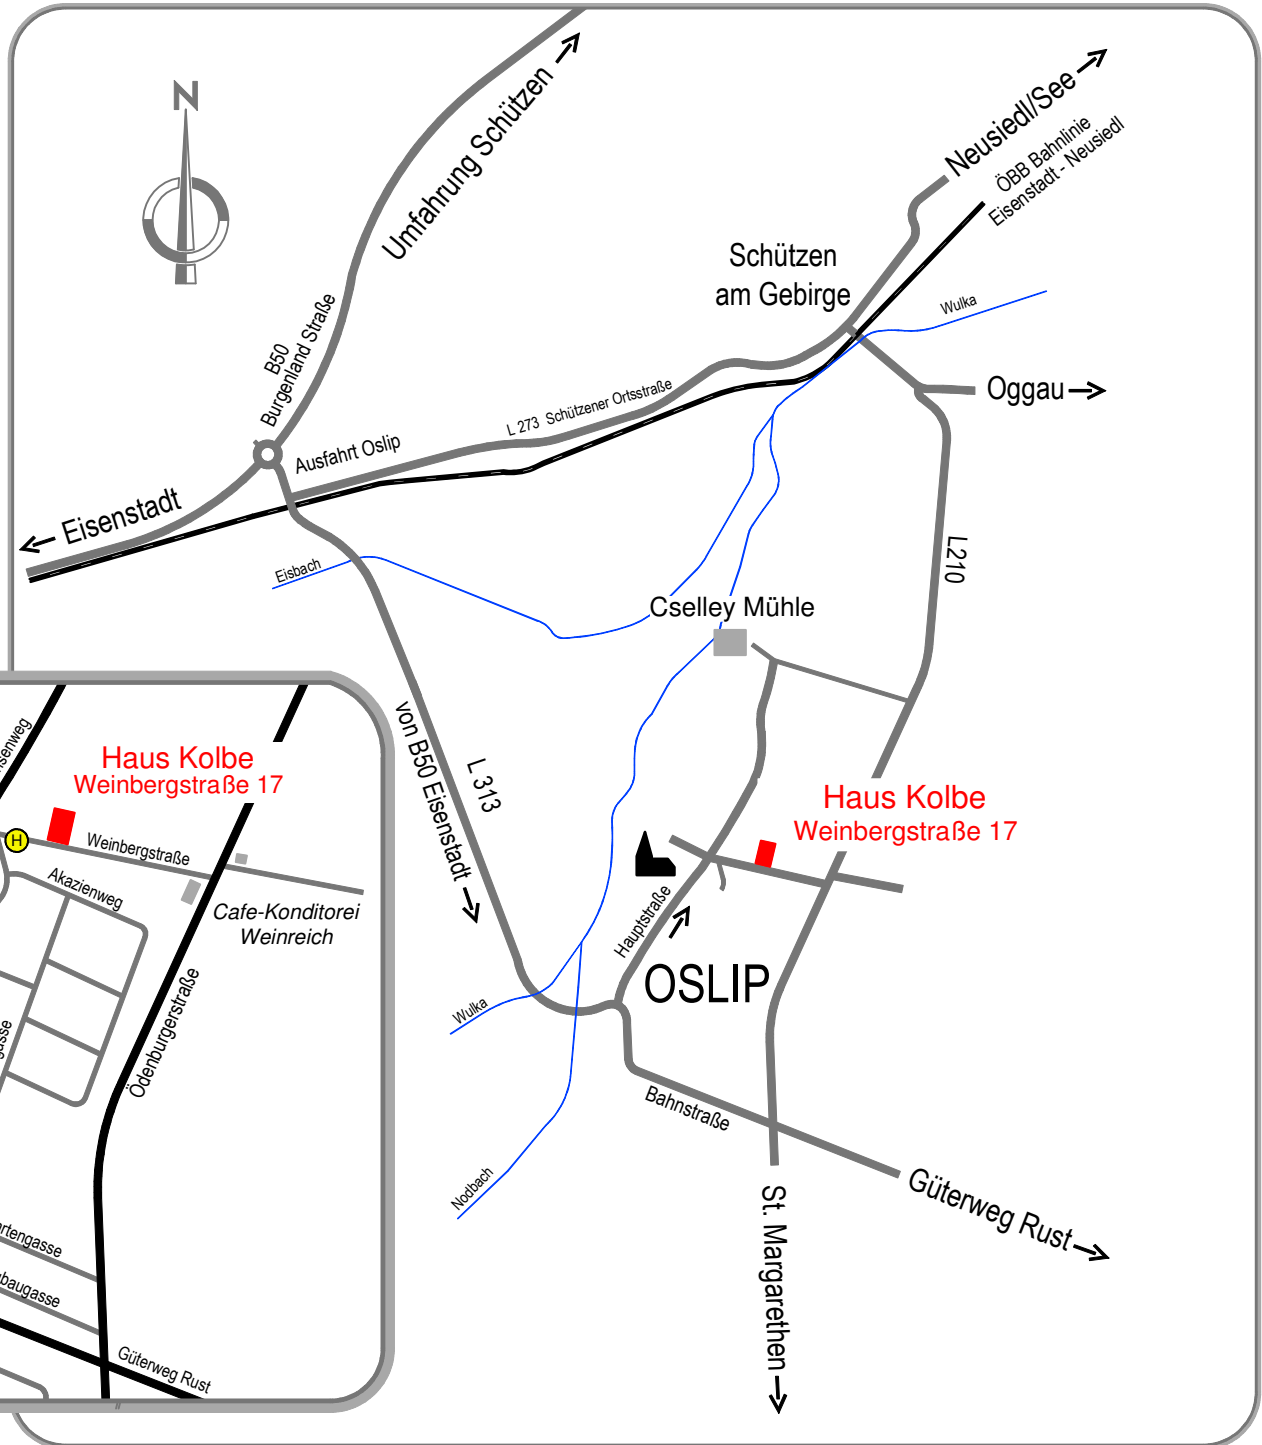 N
Umfahrung Schützen
Neusiedl/See
ÖBB Bahnlinie
Eisenstadt - Neusiedl
Schützen
am Gebirge
Wulka
B50
Burgenland Straße
L 273 Schützener Ortsstraße
Oggau
Ausfahrt Oslip
Eisenstadt
Eisbach
L210
Cselley Mühle
von B50 Eisenstadt
L 313
Haus Kolbe
Weinbergstraße 17
Hauptstraße
OSLIP
Wulka
Bahnstraße
Nodbach
Güterweg Rust
St. Margarethen
Haus Kolbe
Weinbergstraße 17
H
Weinbergstraße
Akazienweg
Cafe-Konditorei
Weinreich
Ödenburgerstraße
Güterweg Rust